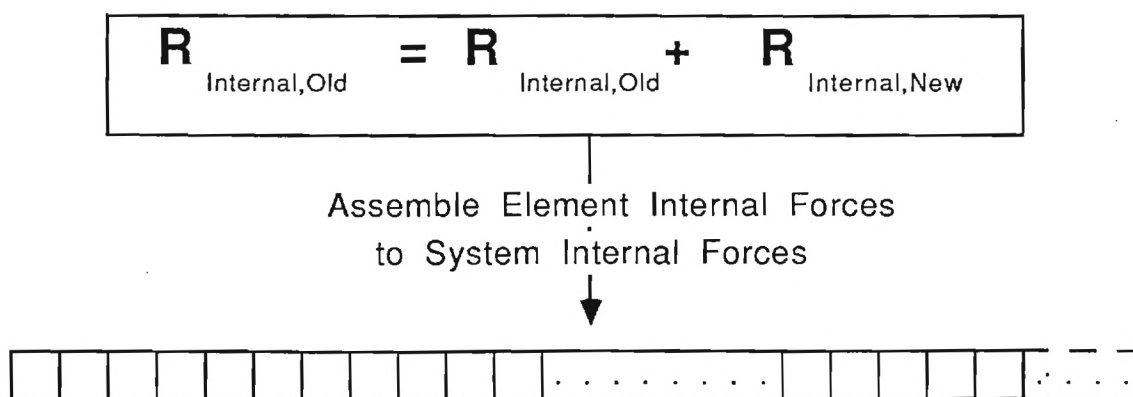 R Internal,Old = R Internal,Old + R Internal,New
Assemble Element Internal Forces
to System Internal Forces